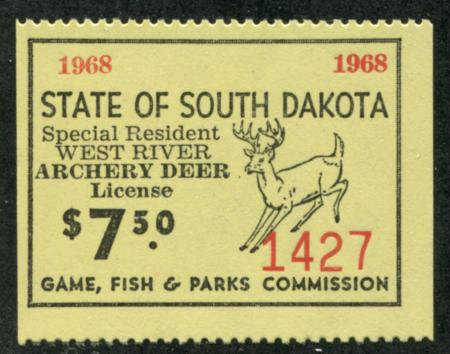 1968 1968
STATE OF SOUTH DAKOTA
Special Resident
WEST RIVER
ARCHERY DEER
License
$7.50
1427
GAME, FISH & PARKS COMMISSION